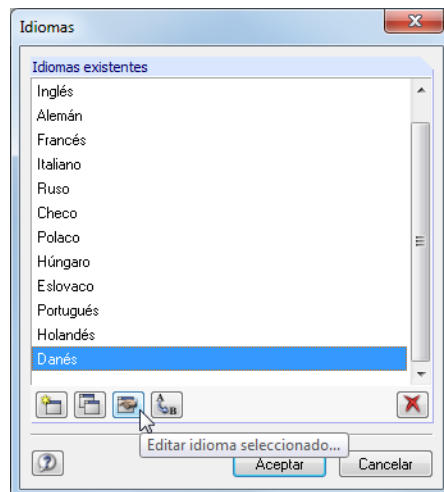 Idiomas
Idiomas existentes
Inglés
Alemán
Francés
Italiano
Ruso
Checo
Polaco
Húngaro
Eslovaco
Portugués
Holandés
Danés
A B
Editar idioma seleccionado...
Aceptar
Cancelar